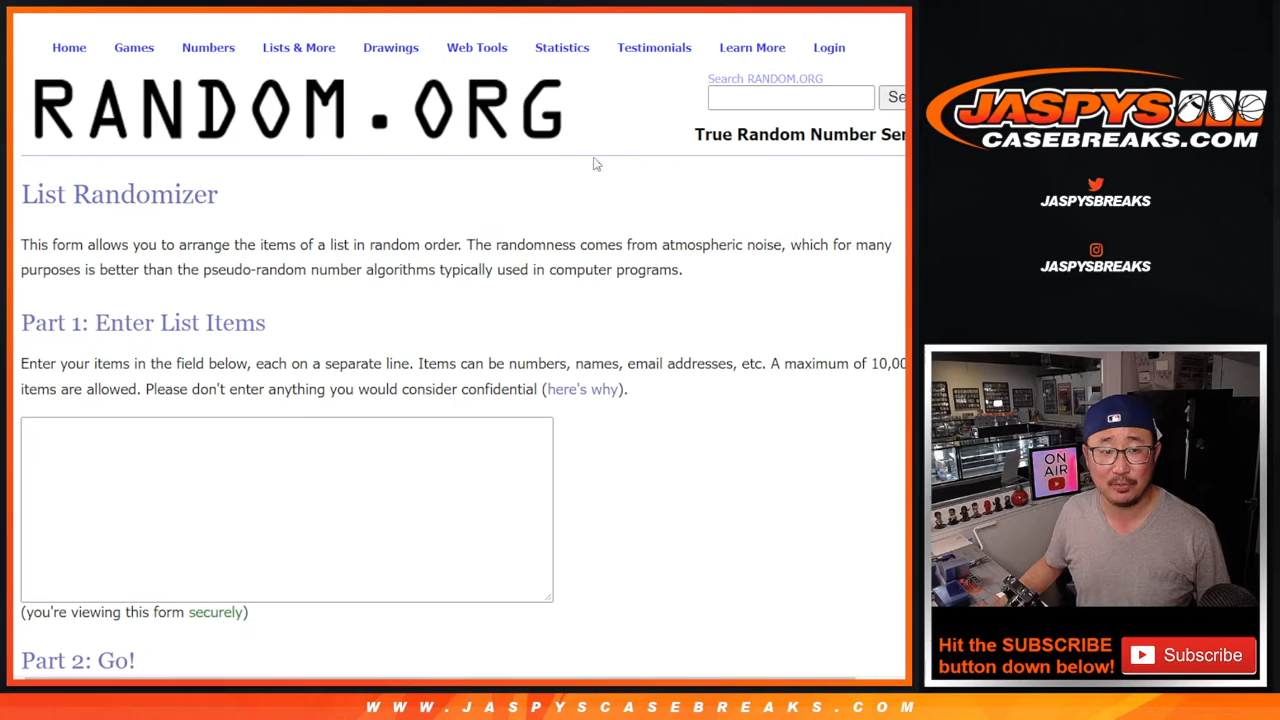 Home Games Numbers Lists & More Drawings Web Tools Statistics Testimonials Learn More Login
RANDOM.ORG
Search RANDOM.ORG
Se
True Random Number Ser
List Randomizer
This form allows you to arrange the items of a list in random order. The randomness comes from atmospheric noise, which for many
purposes is better than the pseudo-random number algorithms typically used in computer programs.
Part 1: Enter List Items
Enter your items in the field below, each on a separate line. Items can be numbers, names, email addresses, etc. A maximum of 10,00
items are allowed. Please don't enter anything you would consider confidential (here's why).
(you're viewing this form securely)
Part 2: Go!
JASPYS
CASEBREAKS.COM
JASPYSBREAKS
JASPYSBREAKS
ON
AIR
Hit the SUBSCRIBE
button down below!
Subscribe
WWW.JASPYSCASEBREAKS.COM